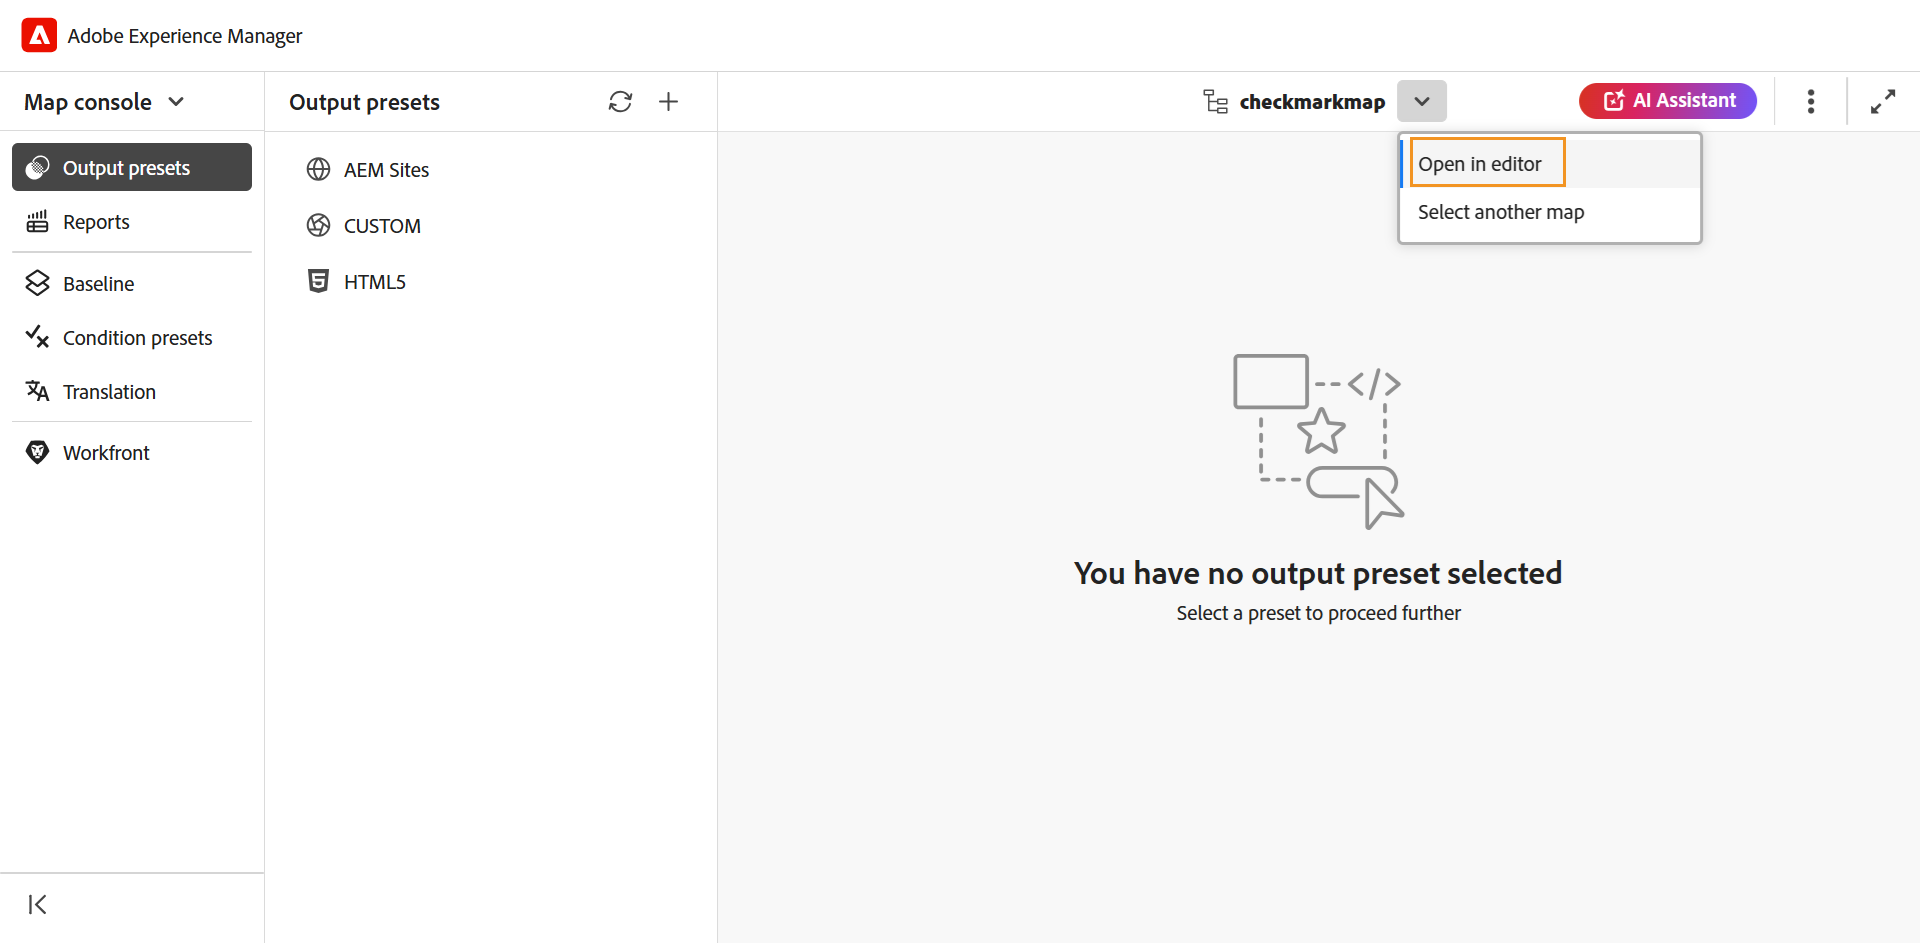 Adobe Experience Manager
Map console
Output presets
Reports
Baseline
Condition presets
Translation
Workfront
Output presets
AEM Sites
CUSTOM
HTML5
checkmarkmap
AI Assistant
Open in editor
Select another map
You have no output preset selected
Select a preset to proceed further